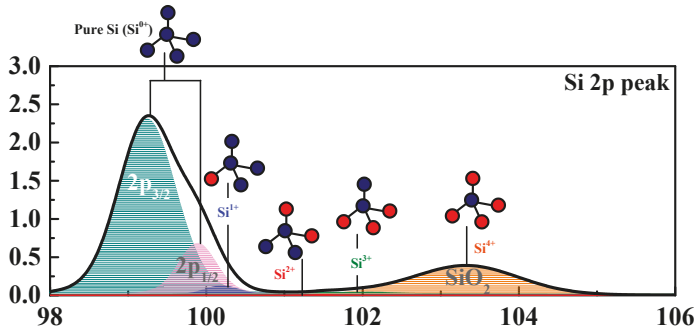 Pure Si (Si⁰⁺)
Si 2p peak
3.0
2.5
2.0
1.5
1.0
0.5
0.0
2p₃/₂
2p₁/₂
Si¹⁺
Si²⁺
Si³⁺
Si⁴⁺
SiO₂
98 100 102 104 106